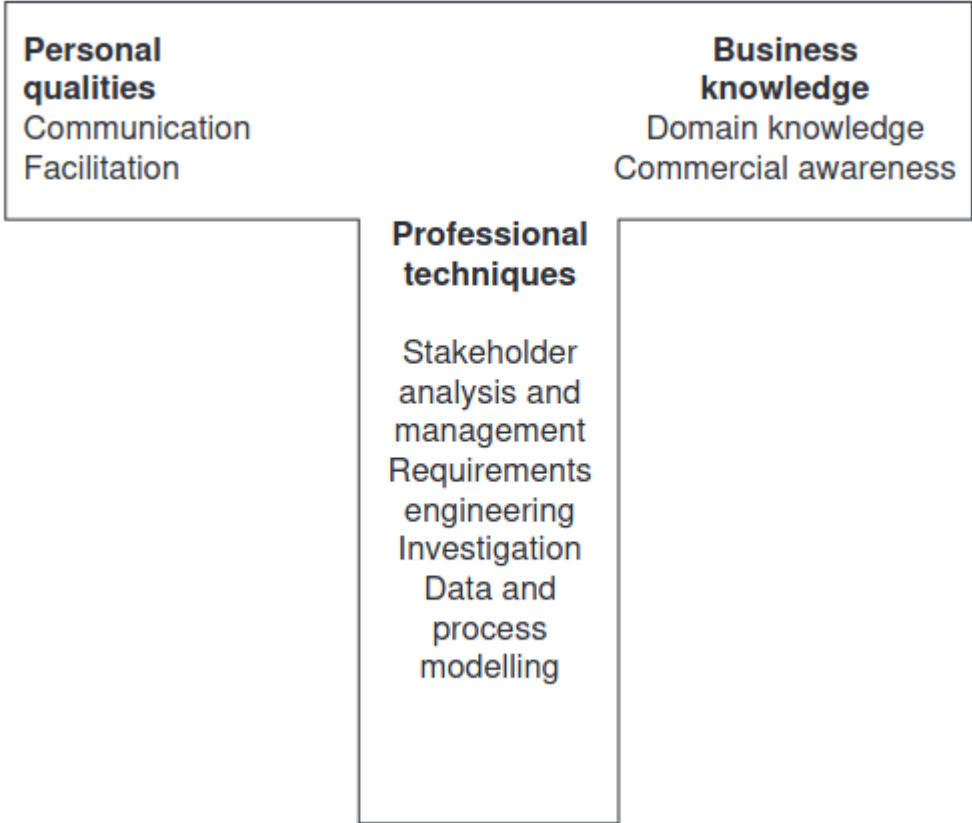 Personal
qualities
Communication
Facilitation
Business
knowledge
Domain knowledge
Commercial awareness
Professional
techniques
Stakeholder
analysis and
management
Requirements
engineering
Investigation
Data and
process
modelling